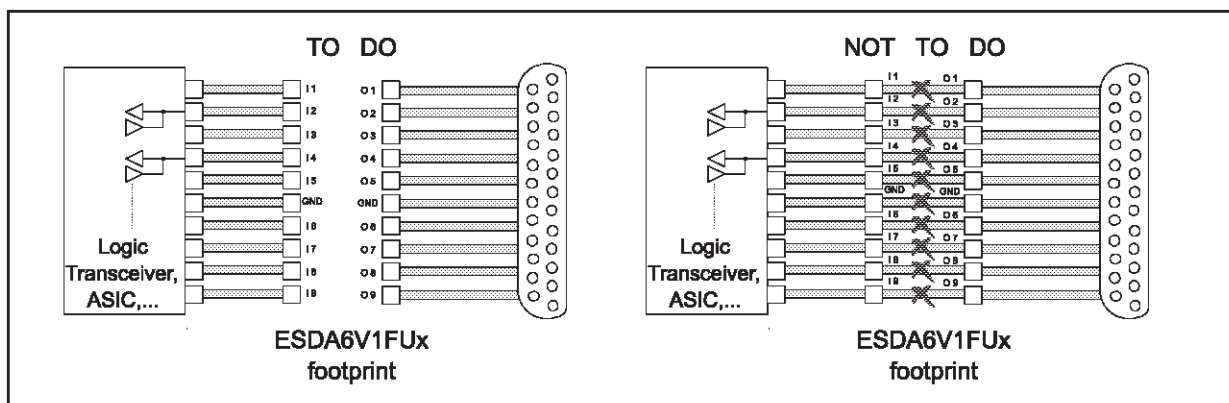 TO DO
I1 O1
I2 O2
I3 O3
I4 O4
I5 O5
GND GND
I6 O6
I7 O7
I8 O8
I9 O9
Logic
Transceiver,
ASIC,...
ESDA6V1FUx
footprint
NOT TO DO
I1 O1
I2 O2
I3 O3
I4 O4
I5 O5
GND GND
I6 O6
I7 O7
I8 O8
I9 O9
Logic
Transceiver,
ASIC,...
ESDA6V1FUx
footprint